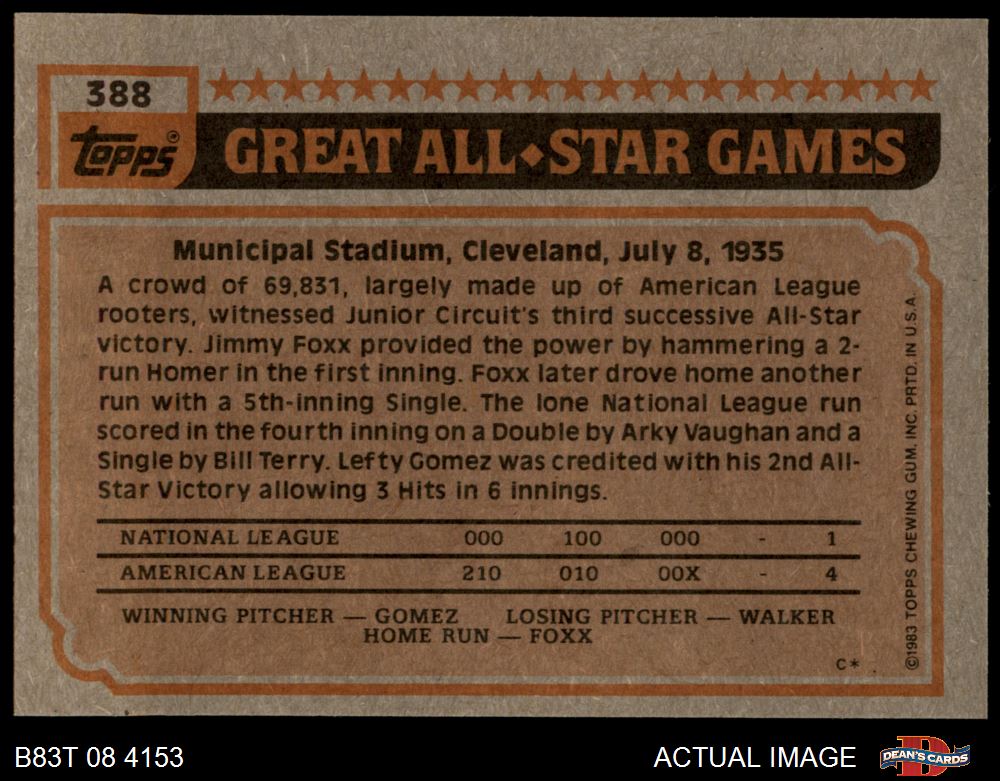 388
topps®
GREAT ALL◆STAR GAMES
Municipal Stadium, Cleveland, July 8, 1935
A crowd of 69,831, largely made up of American League
rooters, witnessed Junior Circuit's third successive All-Star
victory. Jimmy Foxx provided the power by hammering a 2-
run Homer in the first inning. Foxx later drove home another
run with a 5th-inning Single. The lone National League run
scored in the fourth inning on a Double by Arky Vaughan and a
Single by Bill Terry. Lefty Gomez was credited with his 2nd All-
Star Victory allowing 3 Hits in 6 innings.
NATIONAL LEAGUE 000 100 000 - 1
AMERICAN LEAGUE 210 010 00X - 4
WINNING PITCHER — GOMEZ LOSING PITCHER — WALKER
HOME RUN — FOXX
C*
©1983 TOPPS CHEWING GUM, INC. PRTD. IN U.S.A.
B83T 08 4153
ACTUAL IMAGE
DEAN'S CARDS